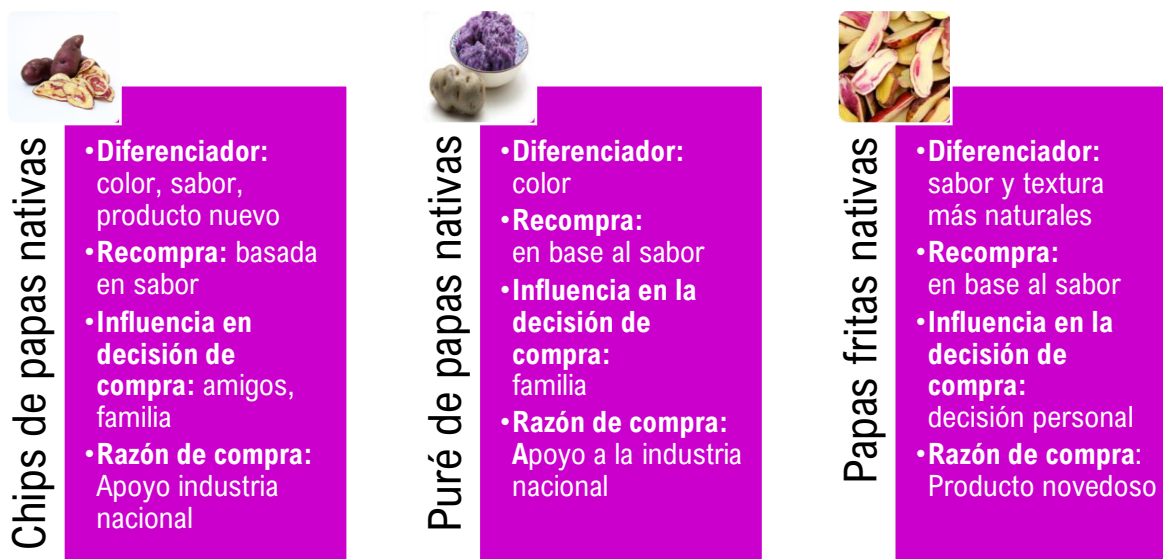 Chips de papas nativas
•Diferenciador:
color, sabor,
producto nuevo
•Recompra: basada
en sabor
•Influencia en
decisión de
compra: amigos,
familia
•Razón de compra:
Apoyo industria
nacional
Puré de papas nativas
•Diferenciador:
color
•Recompra:
en base al sabor
•Influencia en la
decisión de
compra:
familia
•Razón de compra:
Apoyo a la industria
nacional
Papas fritas nativas
•Diferenciador:
sabor y textura
más naturales
•Recompra:
en base al sabor
•Influencia en la
decisión de
compra:
decisión personal
•Razón de compra:
Producto novedoso